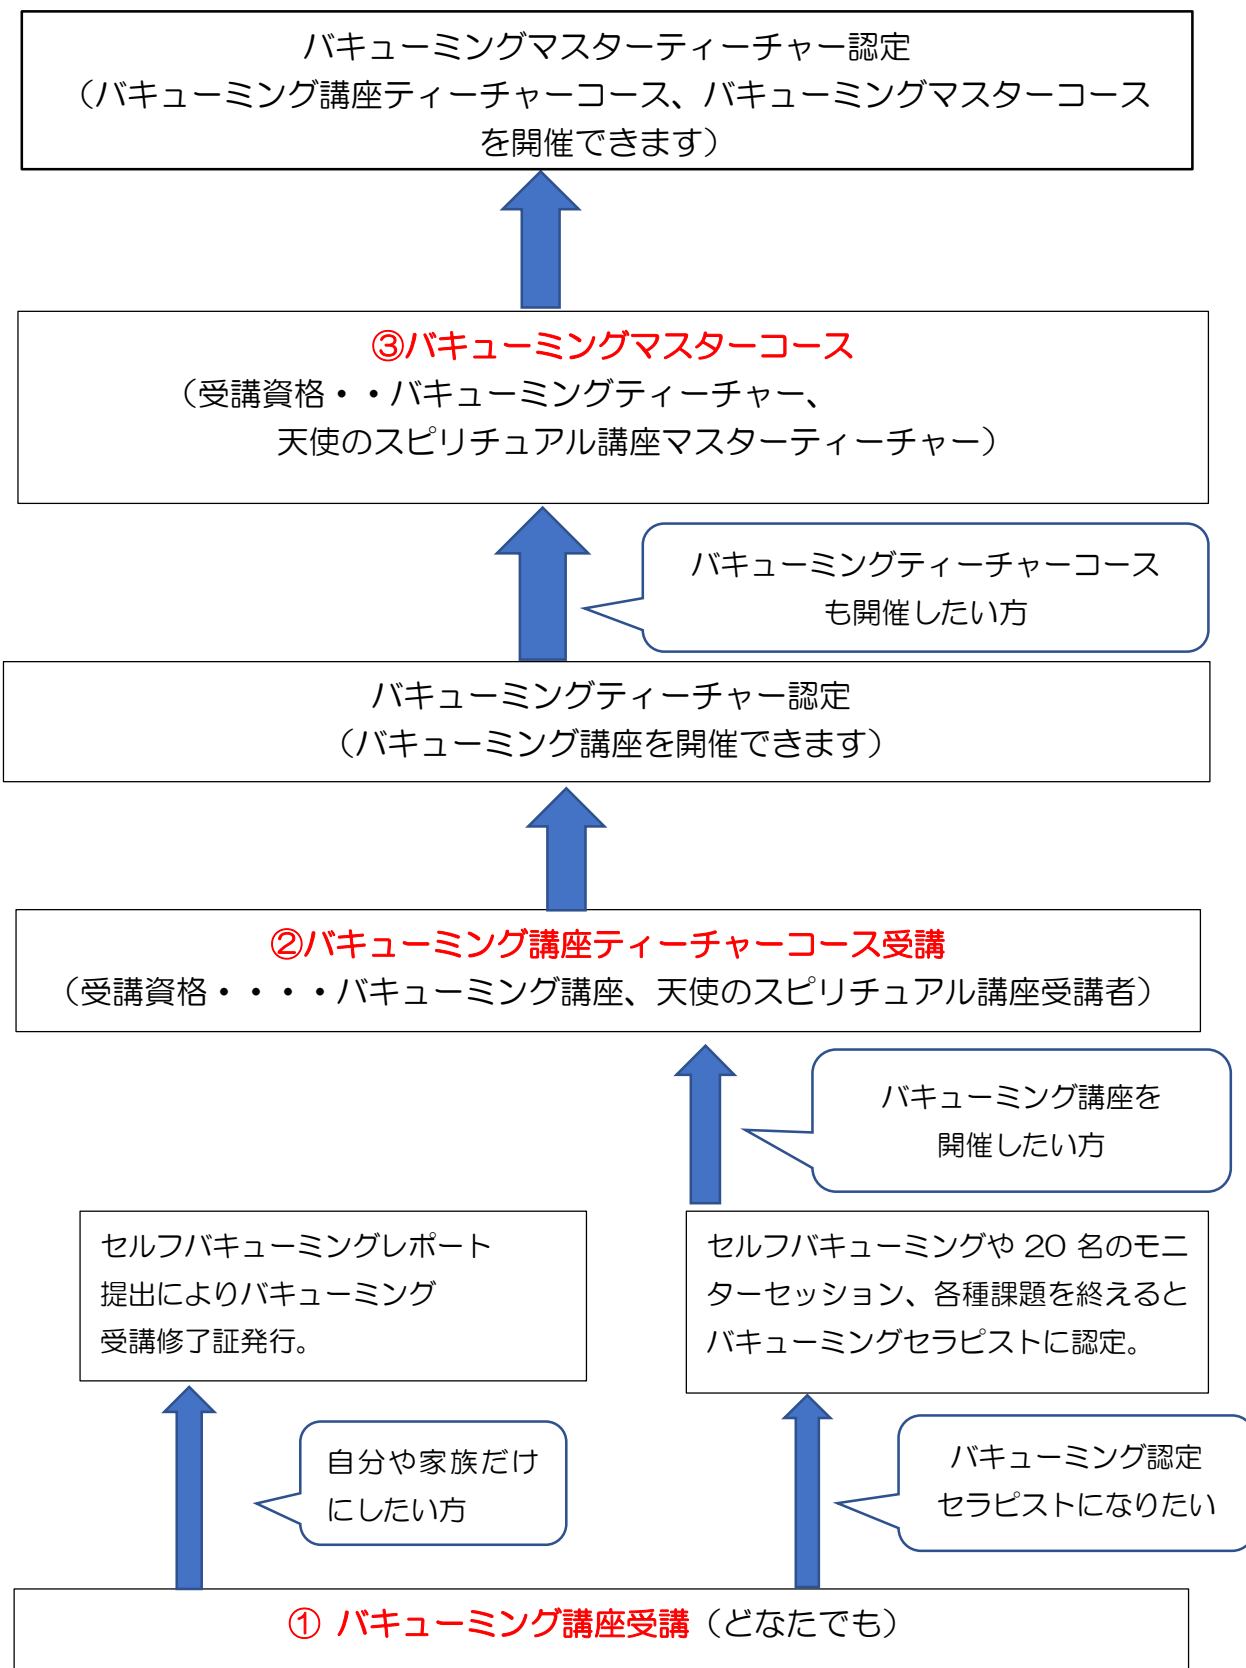 バキューミングマスターティーチャー認定
（バキューミング講座ティーチャーコース、バキューミングマスターコース
を開催できます）
③バキューミングマスターコース
（受講資格・・バキューミングティーチャー、
天使のスピリチュアル講座マスターティーチャー）
バキューミングティーチャーコース
も開催したい方
バキューミングティーチャー認定
（バキューミング講座を開催できます）
②バキューミング講座ティーチャーコース受講
（受講資格・・・・バキューミング講座、天使のスピリチュアル講座受講者）
バキューミング講座を
開催したい方
セルフバキューミングレポート
提出によりバキューミング
受講修了証発行。
セルフバキューミングや 20 名のモニ
ターセッション、各種課題を終えると
バキューミングセラピストに認定。
自分や家族だけ
にしたい方
バキューミング認定
セラピストになりたい
① バキューミング講座受講（どなたでも）